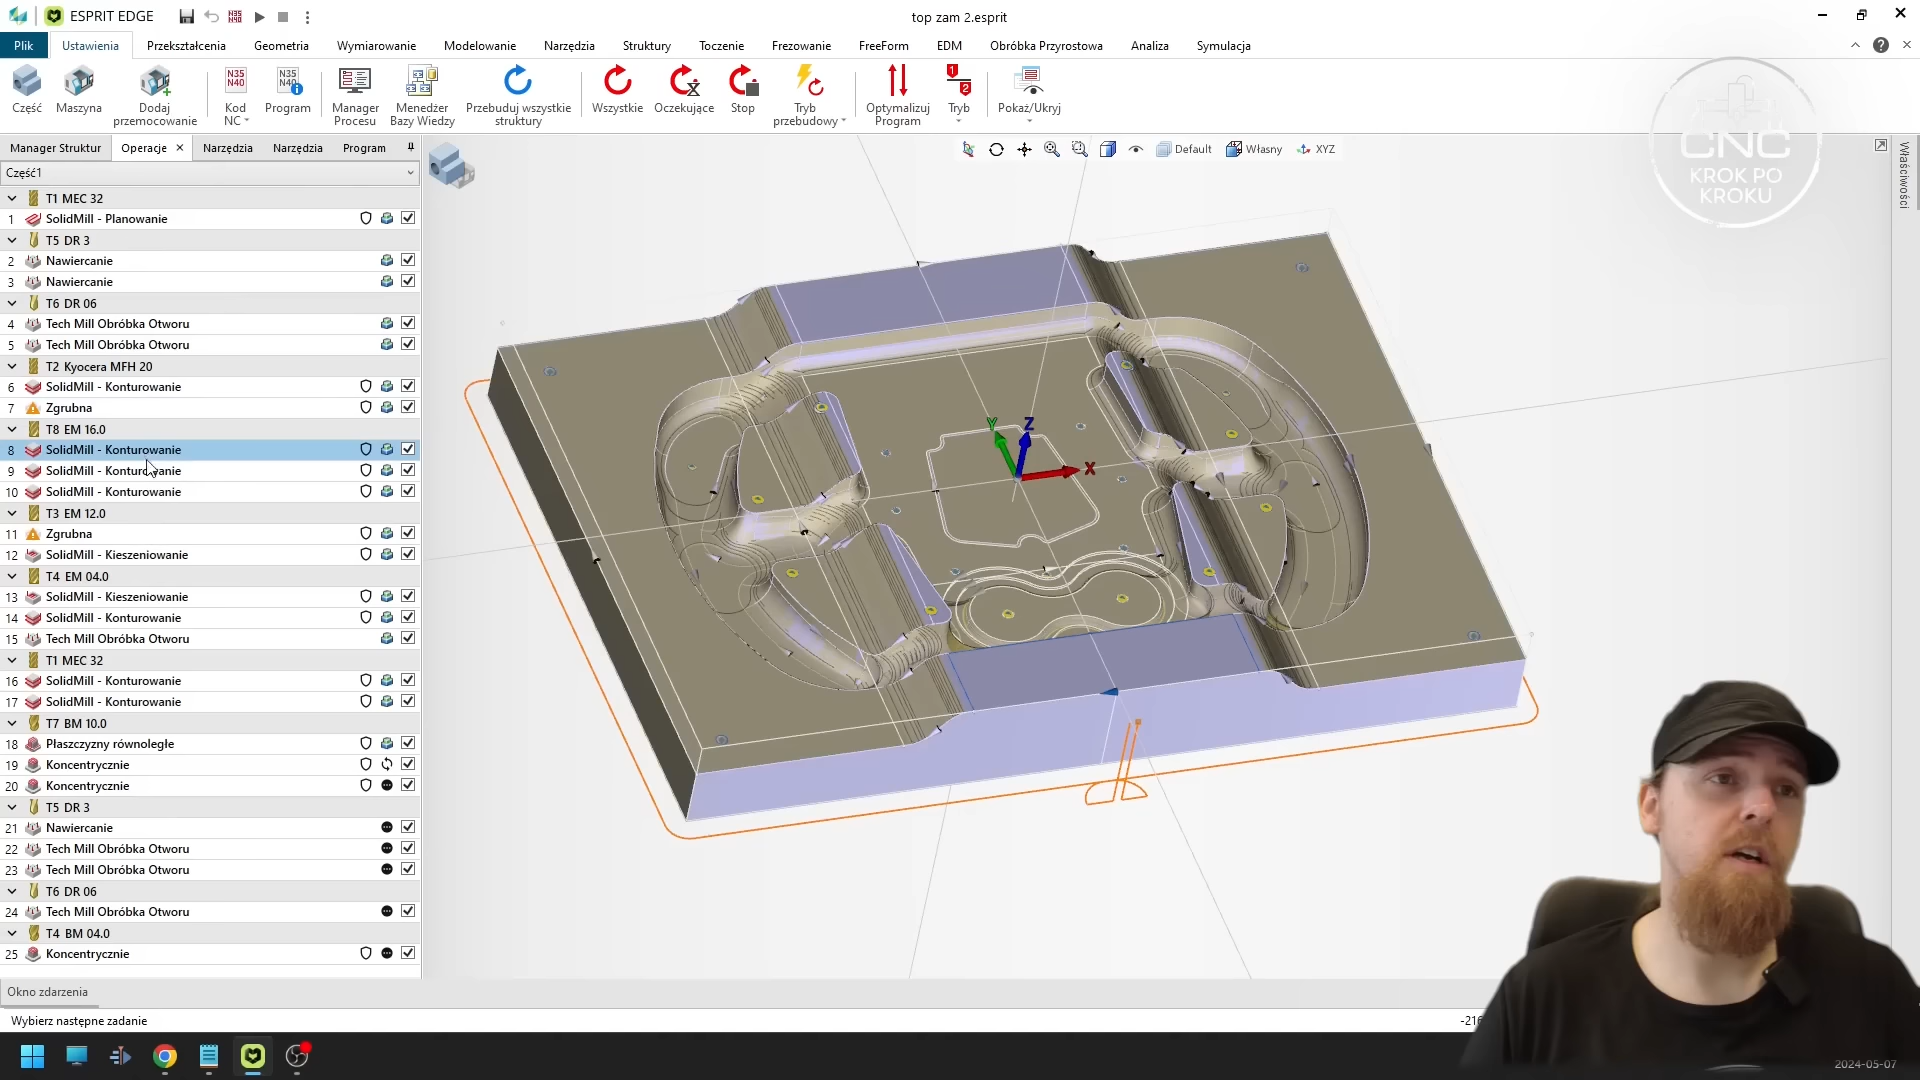 ESPRIT EDGE
N35
N40
top zam 2.esprit
Plik
Ustawienia
Przekształcenia
Geometria
Wymiarowanie
Modelowanie
Narzędzia
Struktury
Toczenie
Frezowanie
FreeForm
EDM
Obróbka Przyrostowa
Analiza
Symulacja
Część
Maszyna
Dodaj
przemocowanie
N35
N40
Kod
NC
N35
N40
Program
Manager
Procesu
Menedżer
Bazy Wiedzy
Przebuduj wszystkie
struktury
Wszystkie
Oczekujące
Stop
Tryb
przebudowy
Optymalizuj
Program
1
2
Tryb
Pokaż/Ukryj
CNC
KROK PO
KROKU
Manager Struktur
Operacje
Narzędzia
Narzędzia
Program
Default
Własny
XYZ
Właściwości
Część1
T1 MEC 32
1 SolidMill - Planowanie
T5 DR 3
2 Nawiercanie
3 Nawiercanie
T6 DR 06
4 Tech Mill Obróbka Otworu
5 Tech Mill Obróbka Otworu
T2 Kyocera MFH 20
6 SolidMill - Konturowanie
7 Zgrubna
T8 EM 16.0
8 SolidMill - Konturowanie
9 SolidMill - Konturowanie
10 SolidMill - Konturowanie
T3 EM 12.0
11 Zgrubna
12 SolidMill - Kieszeniowanie
T4 EM 04.0
13 SolidMill - Kieszeniowanie
14 SolidMill - Konturowanie
15 Tech Mill Obróbka Otworu
T1 MEC 32
16 SolidMill - Konturowanie
17 SolidMill - Konturowanie
T7 BM 10.0
18 Płaszczyzny równoległe
19 Koncentrycznie
20 Koncentrycznie
T5 DR 3
21 Nawiercanie
22 Tech Mill Obróbka Otworu
23 Tech Mill Obróbka Otworu
T6 DR 06
24 Tech Mill Obróbka Otworu
T4 BM 04.0
25 Koncentrycznie
Y
Z
X
Okno zdarzenia
Wybierz następne zadanie
2024-05-07